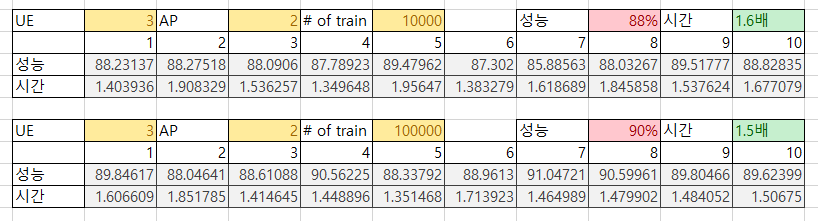 UE 3 AP 2 # of train 10000 성능 88% 시간 1.6배
1 2 3 4 5 6 7 8 9 10
성능 88.23137 88.27518 88.0906 87.78923 89.47962 87.302 85.88563 88.03267 89.51777 88.82835
시간 1.403936 1.908329 1.536257 1.349648 1.95647 1.383279 1.618689 1.845858 1.537624 1.677079
UE 3 AP 2 # of train 100000 성능 90% 시간 1.5배
1 2 3 4 5 6 7 8 9 10
성능 89.84617 88.04641 88.61088 90.56225 88.33792 88.9613 91.04721 90.59961 89.80466 89.62399
시간 1.606609 1.851785 1.414645 1.448896 1.351468 1.713923 1.464989 1.479902 1.484052 1.50675